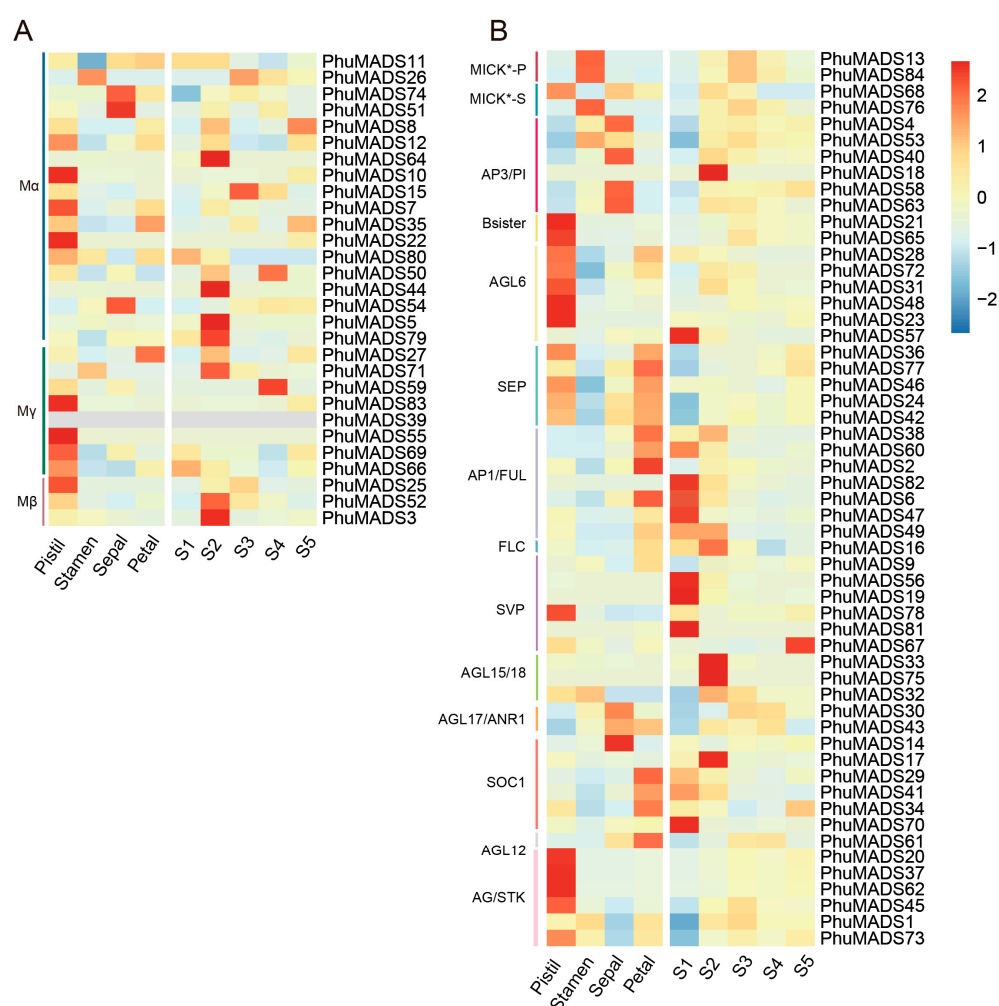 A
PhuMADS11
PhuMADS26
PhuMADS74
PhuMADS51
PhuMADS8
PhuMADS12
PhuMADS64
PhuMADS10
PhuMADS15
PhuMADS7
PhuMADS35
PhuMADS22
PhuMADS80
PhuMADS50
PhuMADS44
PhuMADS54
PhuMADS5
PhuMADS79
PhuMADS27
PhuMADS71
PhuMADS59
PhuMADS83
PhuMADS39
PhuMADS55
PhuMADS69
PhuMADS66
PhuMADS25
PhuMADS52
PhuMADS3
Mα
Mγ
Mβ
Pistil Stamen Sepal Petal S1 S2 S3 S4 S5
B
MICK*-P
MICK*-S
AP3/PI
Bsister
AGL6
SEP
AP1/FUL
FLC
SVP
AGL15/18
AGL17/ANR1
SOC1
AGL12
AG/STK
PhuMADS13
PhuMADS84
PhuMADS68
PhuMADS76
PhuMADS4
PhuMADS53
PhuMADS40
PhuMADS18
PhuMADS58
PhuMADS63
PhuMADS21
PhuMADS65
PhuMADS28
PhuMADS72
PhuMADS31
PhuMADS48
PhuMADS23
PhuMADS57
PhuMADS36
PhuMADS77
PhuMADS46
PhuMADS24
PhuMADS42
PhuMADS38
PhuMADS60
PhuMADS2
PhuMADS82
PhuMADS6
PhuMADS47
PhuMADS49
PhuMADS16
PhuMADS9
PhuMADS56
PhuMADS19
PhuMADS78
PhuMADS81
PhuMADS67
PhuMADS33
PhuMADS75
PhuMADS32
PhuMADS30
PhuMADS43
PhuMADS14
PhuMADS17
PhuMADS29
PhuMADS41
PhuMADS34
PhuMADS70
PhuMADS61
PhuMADS20
PhuMADS37
PhuMADS62
PhuMADS45
PhuMADS1
PhuMADS73
Pistil Stamen Sepal Petal S1 S2 S3 S4 S5
2
1
0
−1
−2